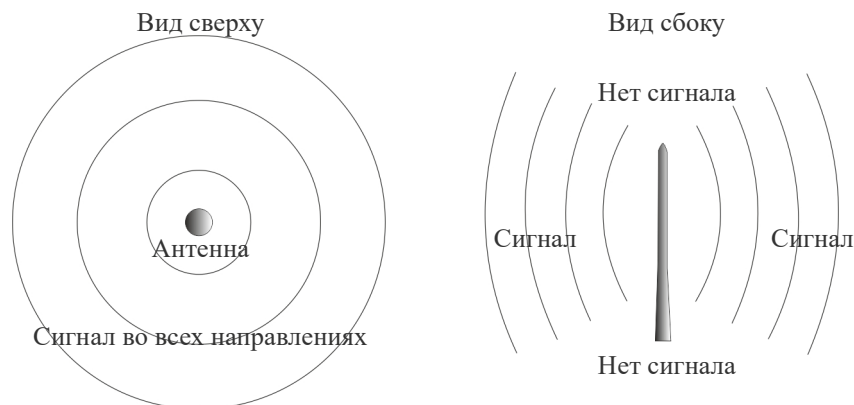 Вид сверху
Антенна
Сигнал во всех направлениях
Вид сбоку
Нет сигнала
Сигнал
Сигнал
Нет сигнала